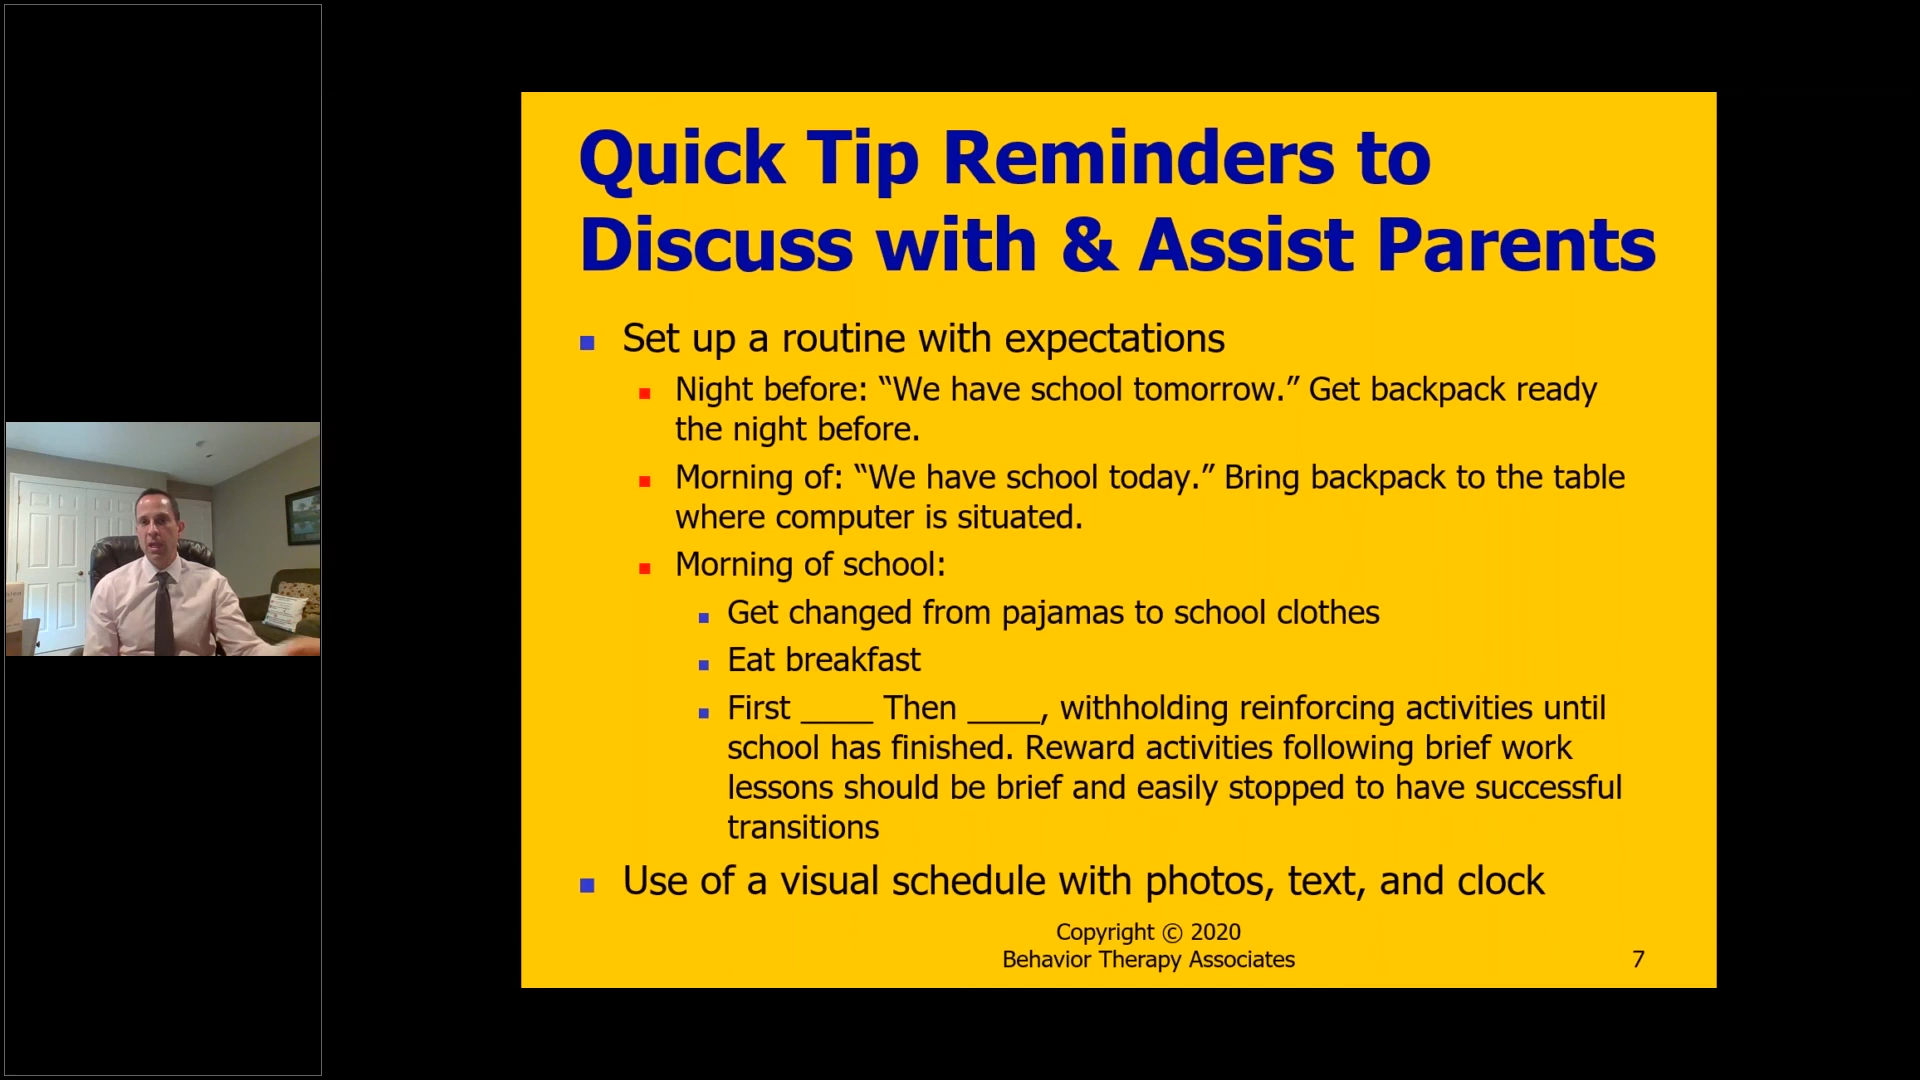 Quick Tip Reminders to
Discuss with & Assist Parents
Set up a routine with expectations
Night before: “We have school tomorrow.” Get backpack ready
the night before.
Morning of: “We have school today.” Bring backpack to the table
where computer is situated.
Morning of school:
Get changed from pajamas to school clothes
Eat breakfast
First ____ Then ____, withholding reinforcing activities until
school has finished. Reward activities following brief work
lessons should be brief and easily stopped to have successful
transitions
Use of a visual schedule with photos, text, and clock
Copyright © 2020
Behavior Therapy Associates
7